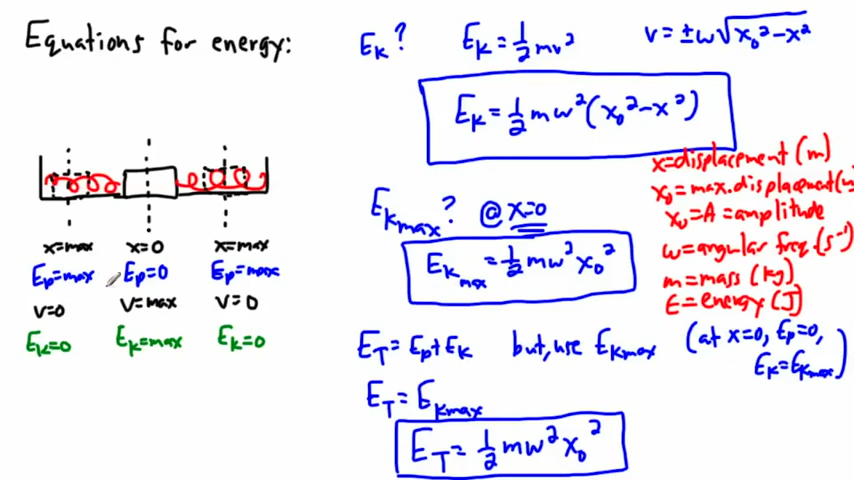 Equations for energy:
x=max x=0 x=max
Ep=max Ep=0 Ep=max
v=0 v=max v=0
Ek=0 Ek=max Ek=0
Ek? Ek=½mv² v=±ω√x₀²−x²
Ek=½mω²(x₀²−x²)
x=displacement (m)
x₀=max.displacement(m)
x₀=A=amplitude
ω=angular freq.(s⁻¹)
m=mass (kg)
E=energy (J)
Ekmax? @ x=0
Ekmax=½mω²x₀²
ET=Ep+Ek but, use Ekmax (at x=0, Ep=0,
Ek=Ekmax)
ET=Ekmax
ET=½mω²x₀²